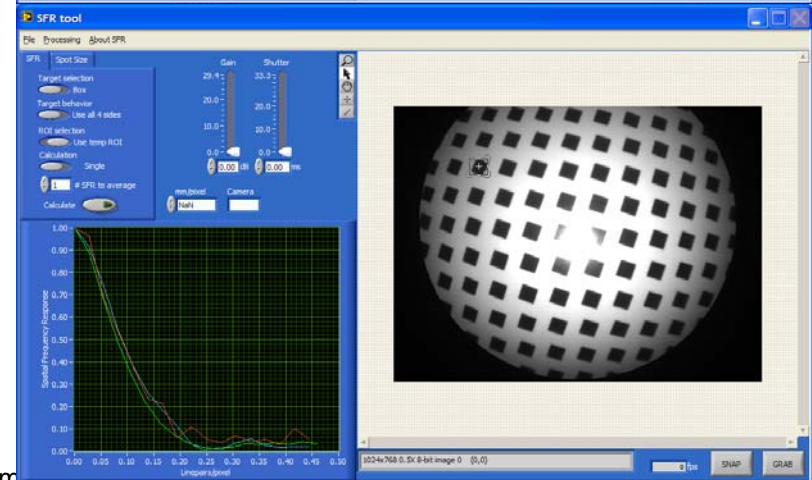 SFR tool
File Processing About SFR
SFR Spot Size
Target selection
Box
Target behavior
Use all 4 sides
ROI selection
Use temp ROI
Calculation
Single
1 # SFR to average
Calculate
Gain Shutter
29.4 33.3
20.0 20.0
10.0 10.0
0.0 0.0
0.00 dB 0.00 ms
mm/pixel Camera
NaN
1.00
0.90
0.80
0.70
0.60
0.50
0.40
0.30
0.20
0.10
0.00
Spatial Frequency Response
0.00 0.05 0.10 0.15 0.20 0.25 0.30 0.35 0.40 0.45 0.50
Linepairs/pixel
1024x768 0.5X 8-bit image 0 (0,0)
0 fps SNAP GRAB
m